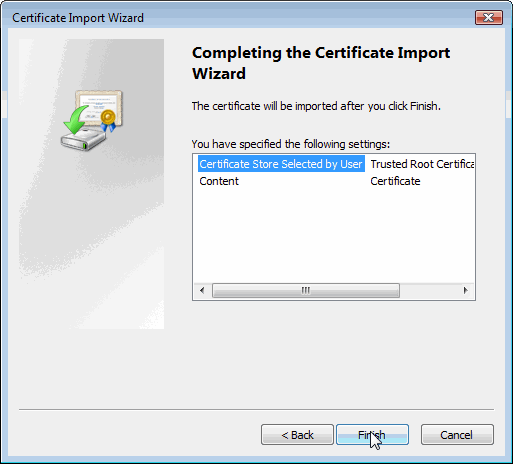 Certificate Import Wizard
Completing the Certificate Import
Wizard
The certificate will be imported after you click Finish.
You have specified the following settings:
Certificate Store Selected by User Trusted Root Certifica
Content Certificate
< Back Finish Cancel